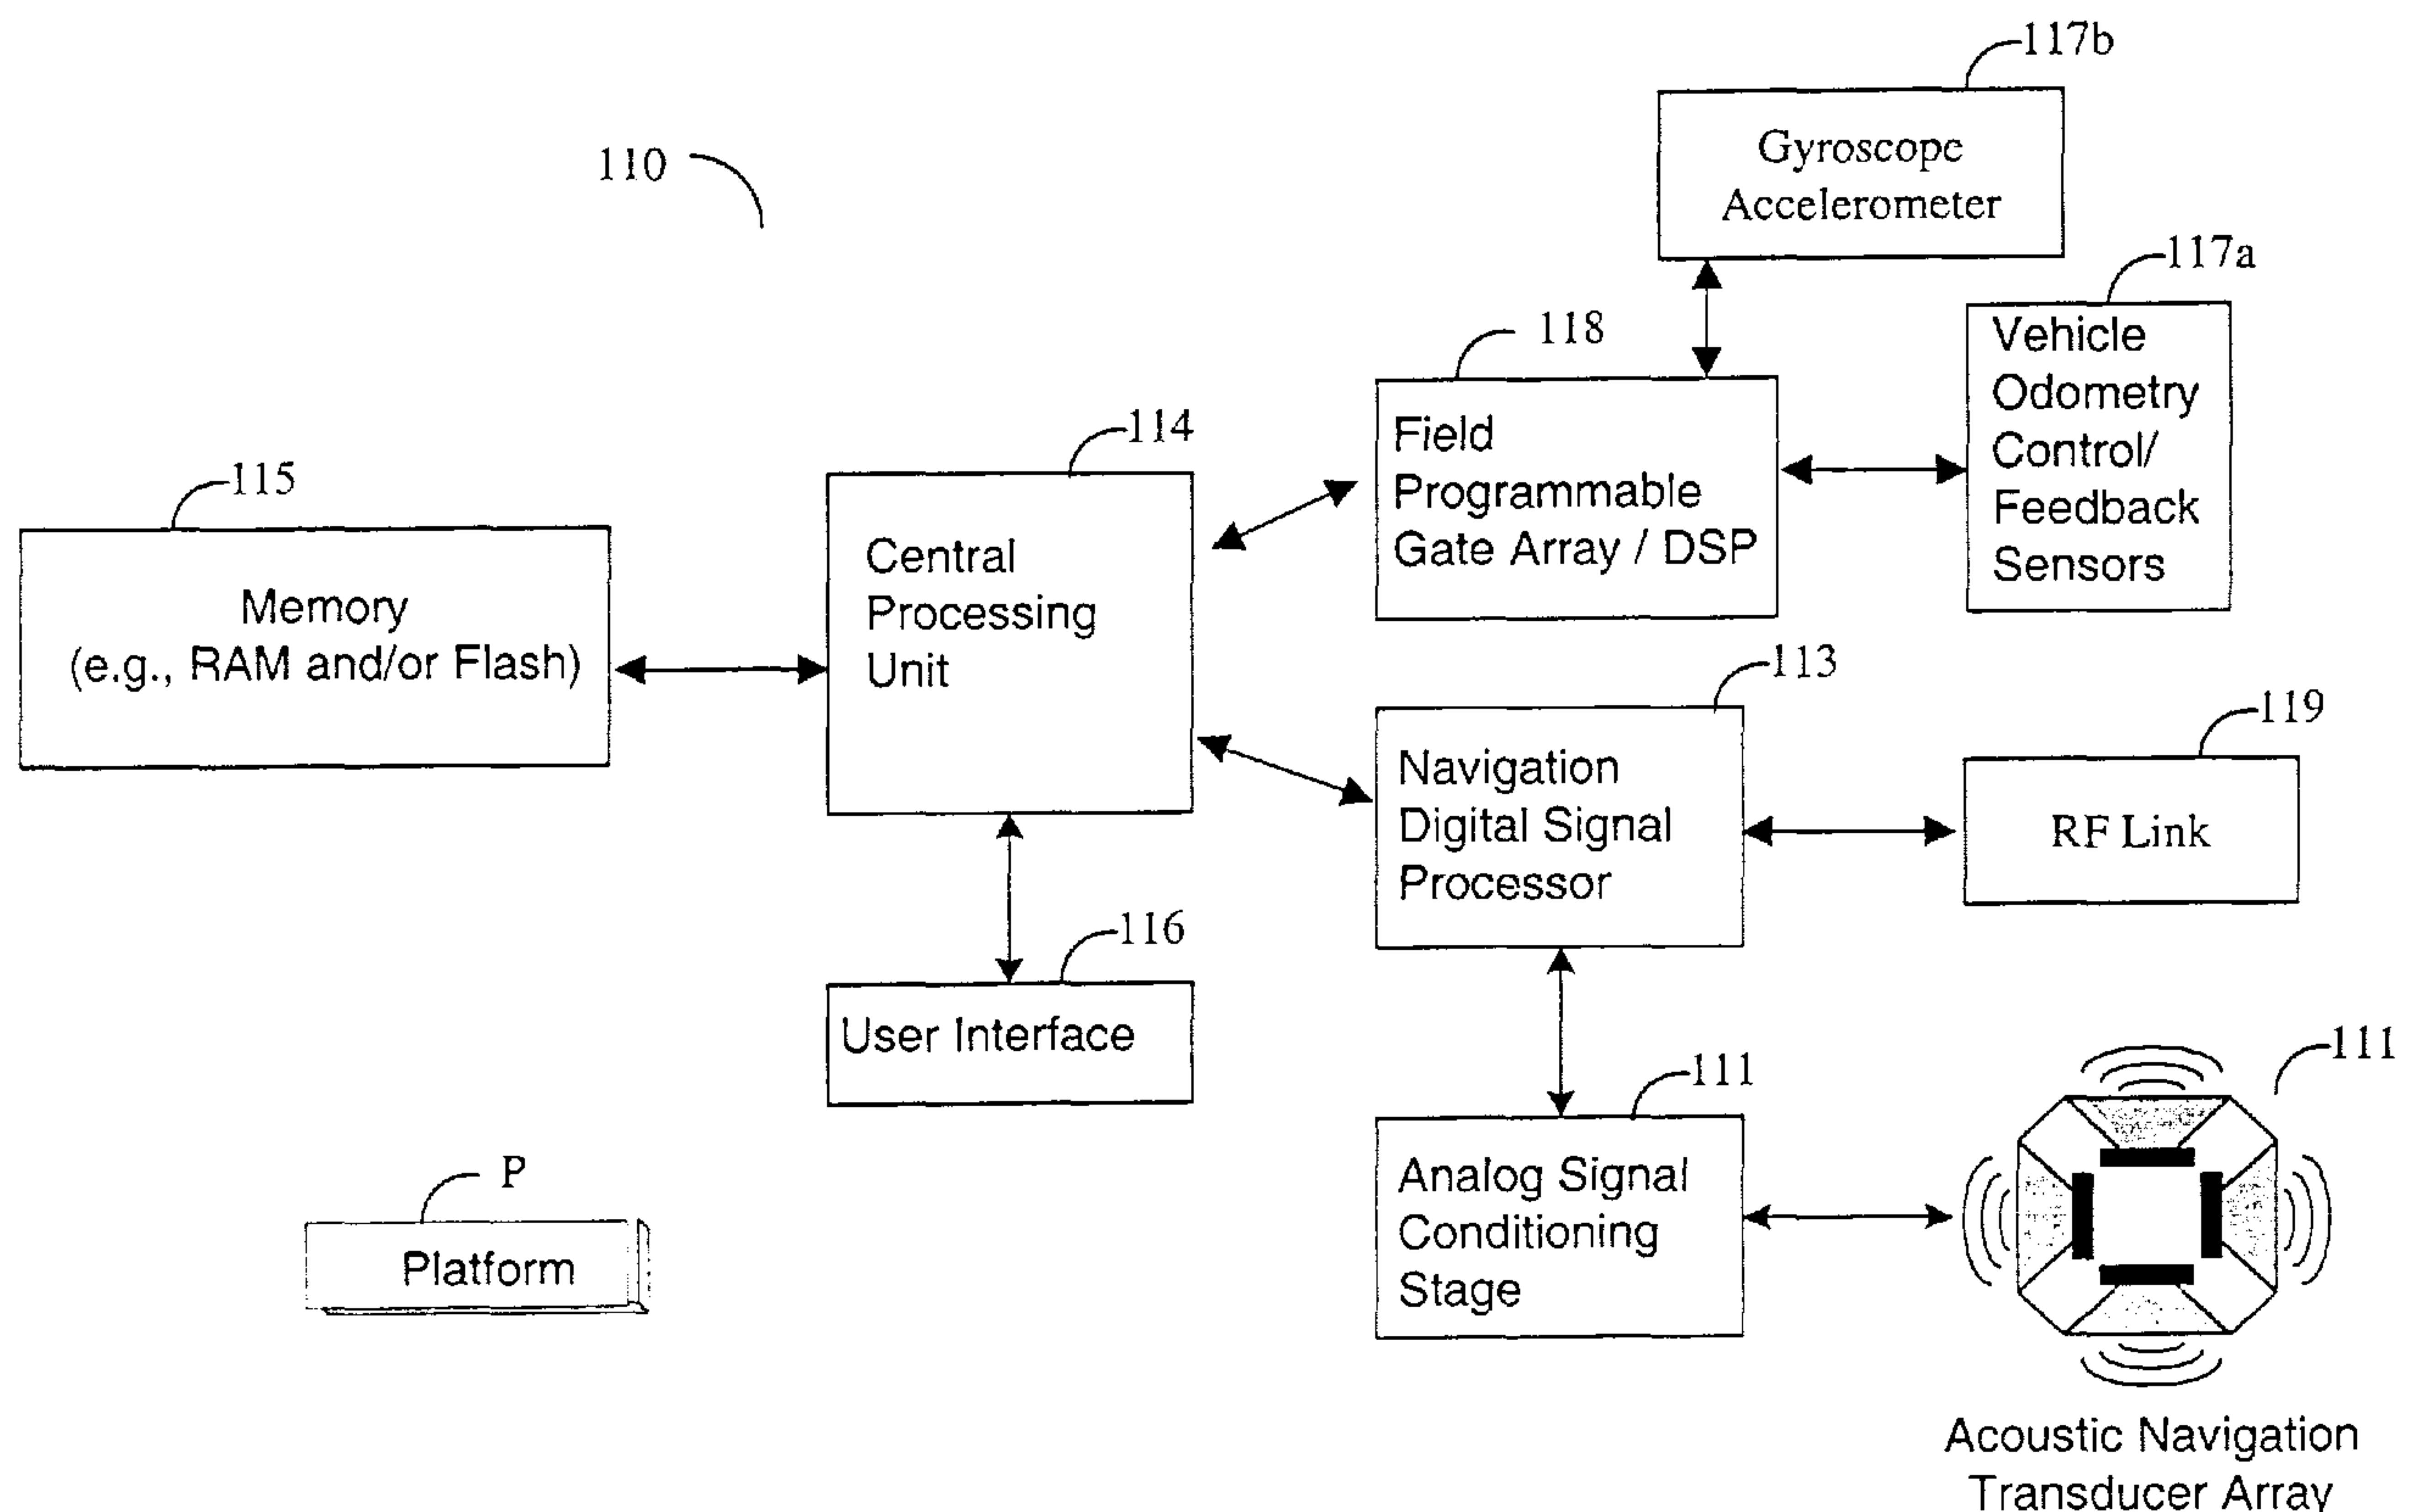 117b
Gyroscope
Accelerometer
110
117a
Vehicle
Odometry
Control/
Feedback
Sensors
118
Field
Programmable
Gate Array / DSP
114
Central
Processing
Unit
115
Memory
(e.g., RAM and/or Flash)
113
Navigation
Digital Signal
Processor
119
RF Link
116
User Interface
111
Analog Signal
Conditioning
Stage
111
Acoustic Navigation
Transducer Array
P
Platform